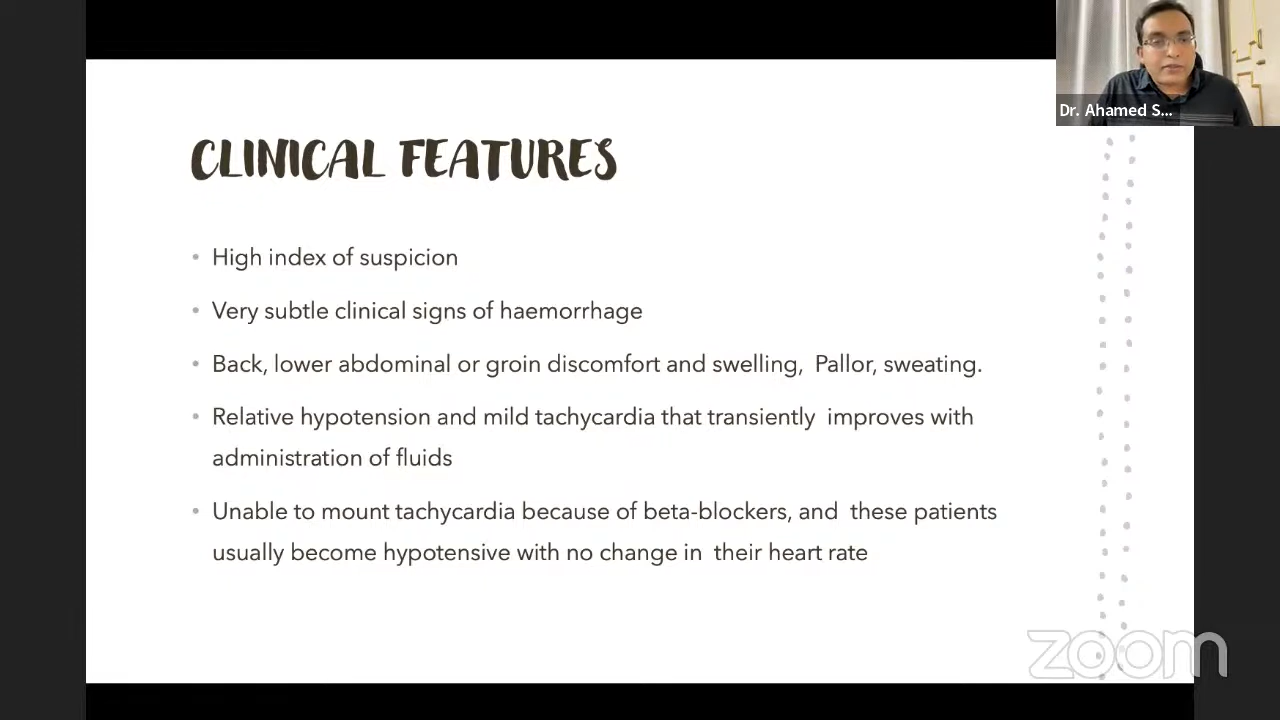 Dr. Ahamed S...
CLINICAL FEATURES
• High index of suspicion
• Very subtle clinical signs of haemorrhage
• Back, lower abdominal or groin discomfort and swelling, Pallor, sweating.
• Relative hypotension and mild tachycardia that transiently improves with
administration of fluids
• Unable to mount tachycardia because of beta-blockers, and these patients
usually become hypotensive with no change in their heart rate
zoom